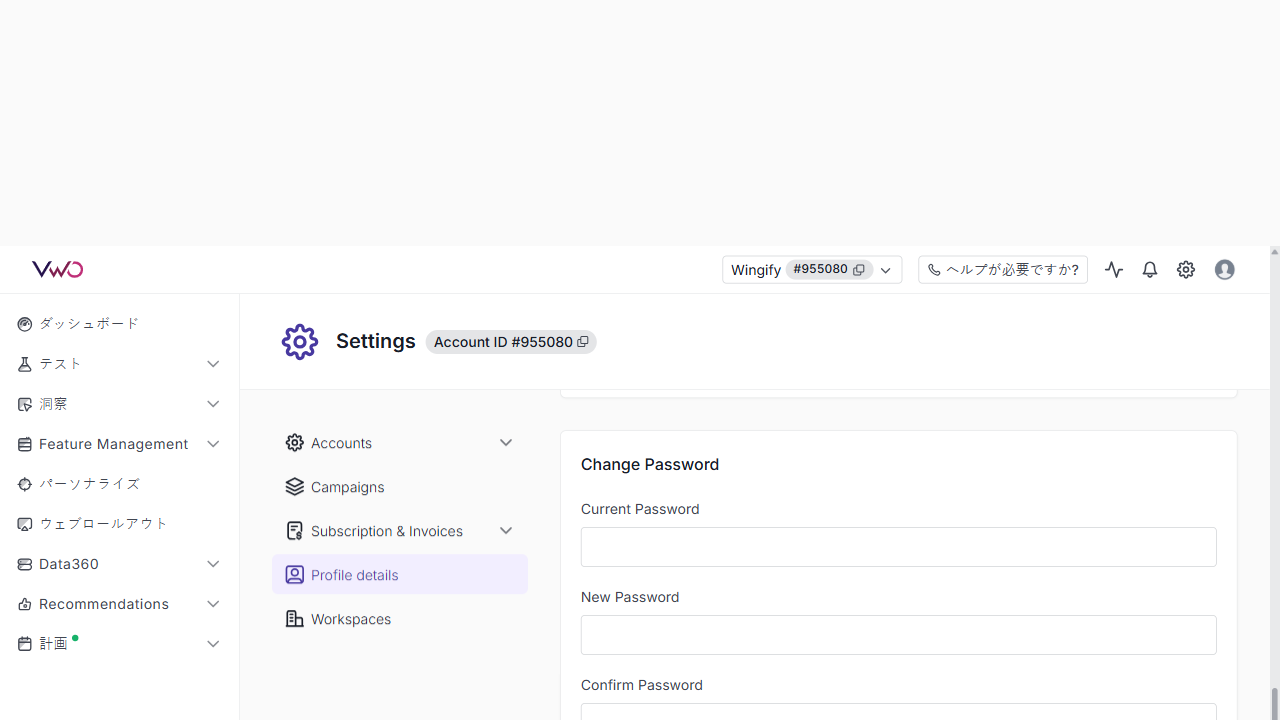 VWO
Wingify #955080
ヘルプが必要ですか?
ダッシュボード
テスト
洞察
Feature Management
パーソナライズ
ウェブロールアウト
Data360
Recommendations
計画
Settings Account ID #955080
Accounts
Campaigns
Subscription & Invoices
Profile details
Workspaces
Change Password
Current Password
New Password
Confirm Password